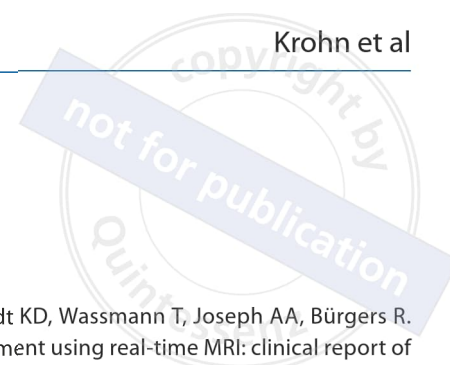 Krohn et al
copyright by
not for publication
Quintessenz
dt KD, Wassmann T, Joseph AA, Bürgers R.
ment using real-time MRI: clinical report of